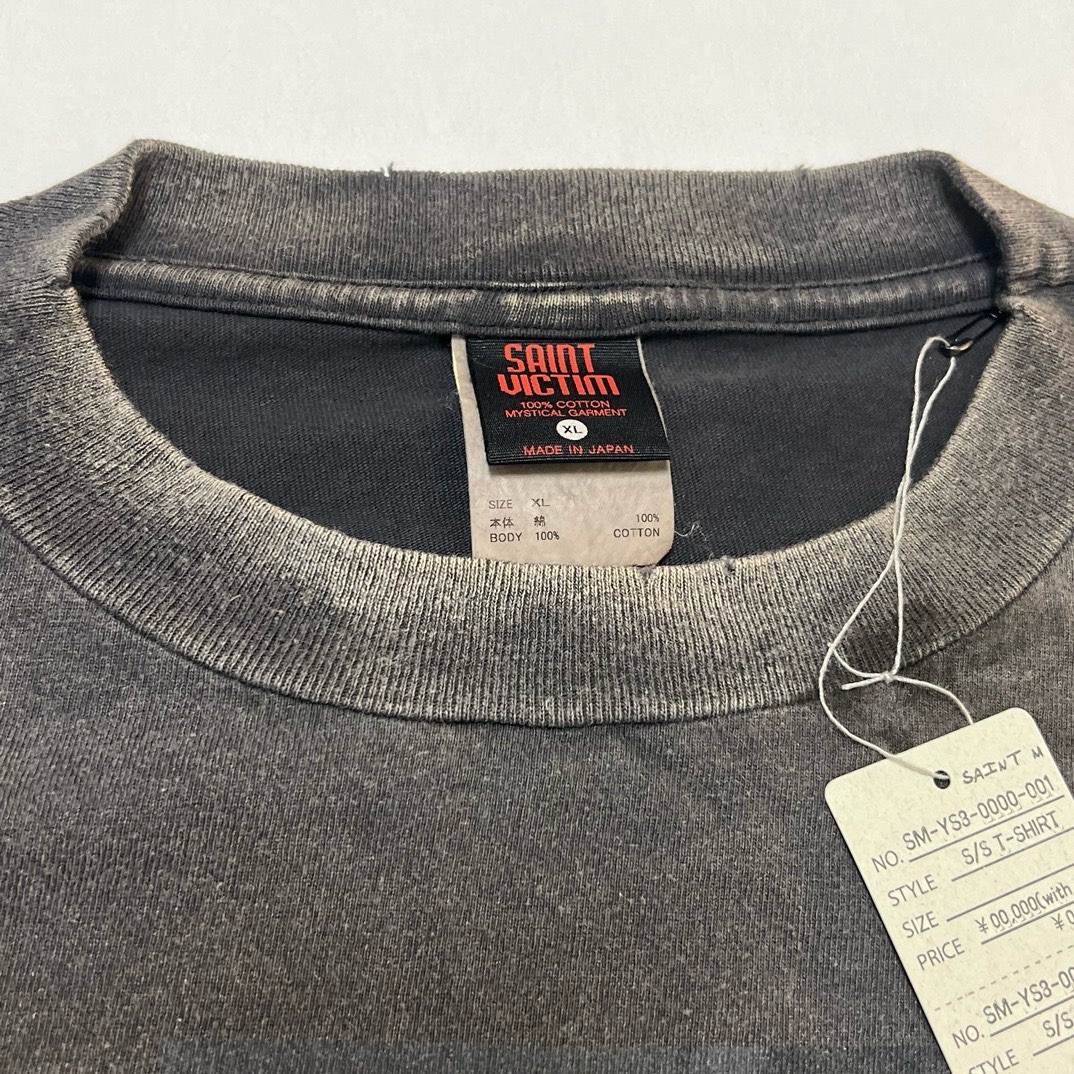 SAINT
VICTIM
100% COTTON
MYSTICAL GARMENT
XL
MADE IN JAPAN
SIZE XL
本体 綿 100%
BODY 100% COTTON
SAINT M
NO. SM-YS3-0000-001
STYLE S/S T-SHIRT
SIZE
PRICE ¥00,000(with
¥0
NO. SM-YS3-00
STYLE S/S